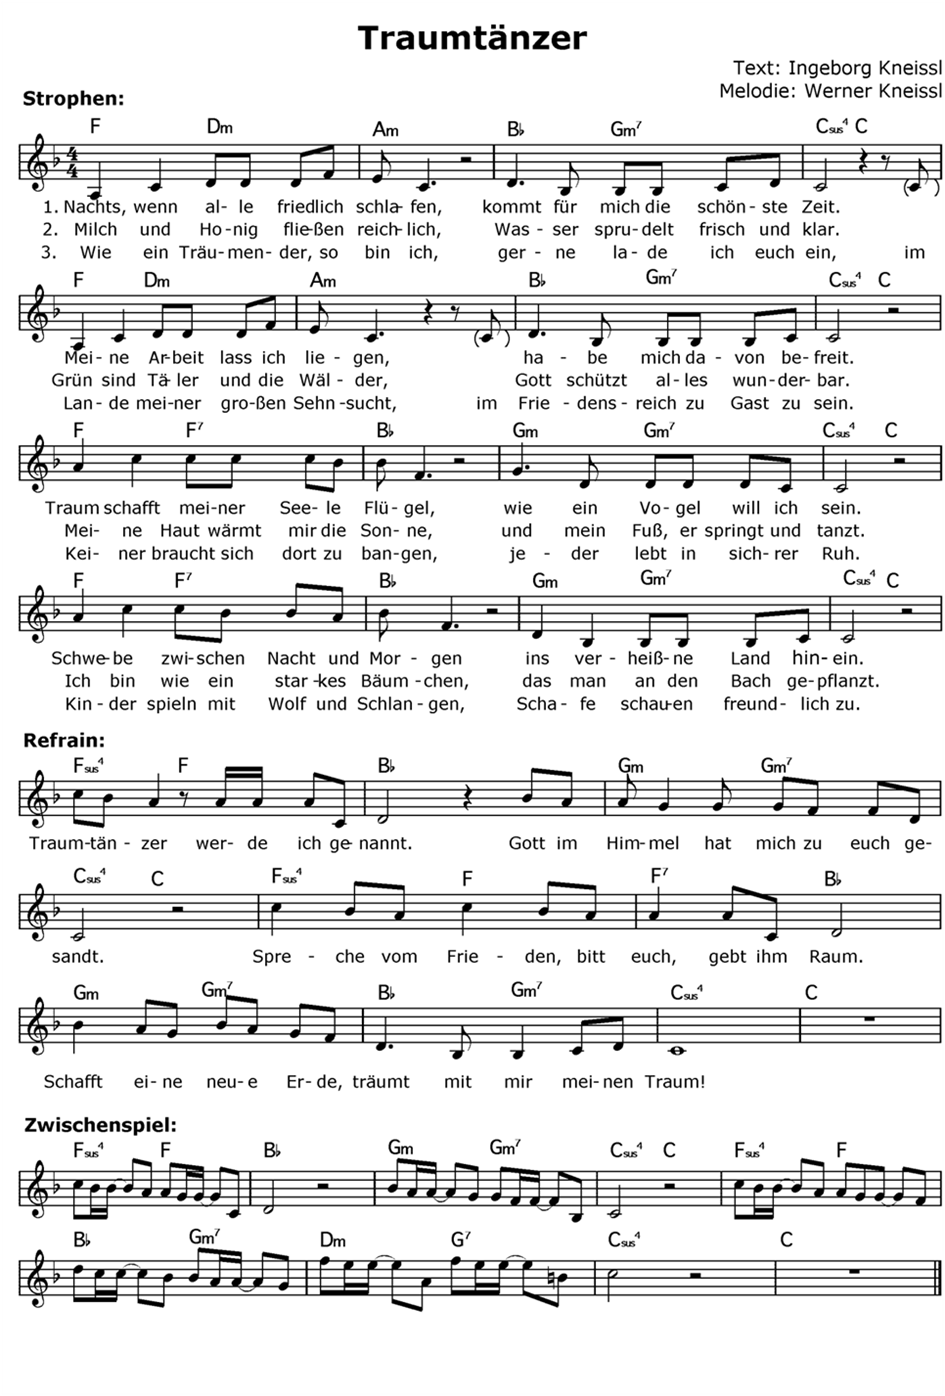 Traumtänzer
Text: Ingeborg Kneissl
Melodie: Werner Kneissl
Strophen:
F Dm Am B♭ Gm7 Csus4 C
1. Nachts, wenn al- le friedlich schla- fen, kommt für mich die schön- ste Zeit.
2. Milch und Ho- nig flie- ßen reich- lich, Was- ser spru- delt frisch und klar.
3. Wie ein Träu- men- der, so bin ich, ger- ne la- de ich euch ein, im
F Dm Am B♭ Gm7 Csus4 C
Mei- ne Ar- beit lass ich lie- gen, ha- be mich da- von be- freit.
Grün sind Tä- ler und die Wäl- der, Gott schützt al- les wun- der- bar.
Lan- de mei- ner gro- ßen Sehn- sucht, im Frie- dens- reich zu Gast zu sein.
F F7 B♭ Gm Gm7 Csus4 C
Traum schafft mei- ner See- le Flü- gel, wie ein Vo- gel will ich sein.
Mei- ne Haut wärmt mir die Son- ne, und mein Fuß, er springt und tanzt.
Kei- ner braucht sich dort zu ban- gen, je- der lebt in sich- rer Ruh.
F F7 B♭ Gm Gm7 Csus4 C
Schwe- be zwi- schen Nacht und Mor- gen ins ver- heiß- ne Land hin- ein.
Ich bin wie ein star- kes Bäum- chen, das man an den Bach ge- pflanzt.
Kin- der spieln mit Wolf und Schlan- gen, Scha- fe schau- en freund- lich zu.
Refrain:
Fsus4 F B♭ Gm Gm7
Traum- tän- zer wer- de ich ge- nannt. Gott im Him- mel hat mich zu euch ge-
Csus4 C Fsus4 F F7 B♭
sandt. Spre- che vom Frie- den, bitt euch, gebt ihm Raum.
Gm Gm7 B♭ Gm7 Csus4 C
Schafft ei- ne neu- e Er- de, träumt mit mir mei- nen Traum!
Zwischenspiel:
Fsus4 F B♭ Gm Gm7 Csus4 C Fsus4 F
B♭ Gm7 Dm G7 Csus4 C